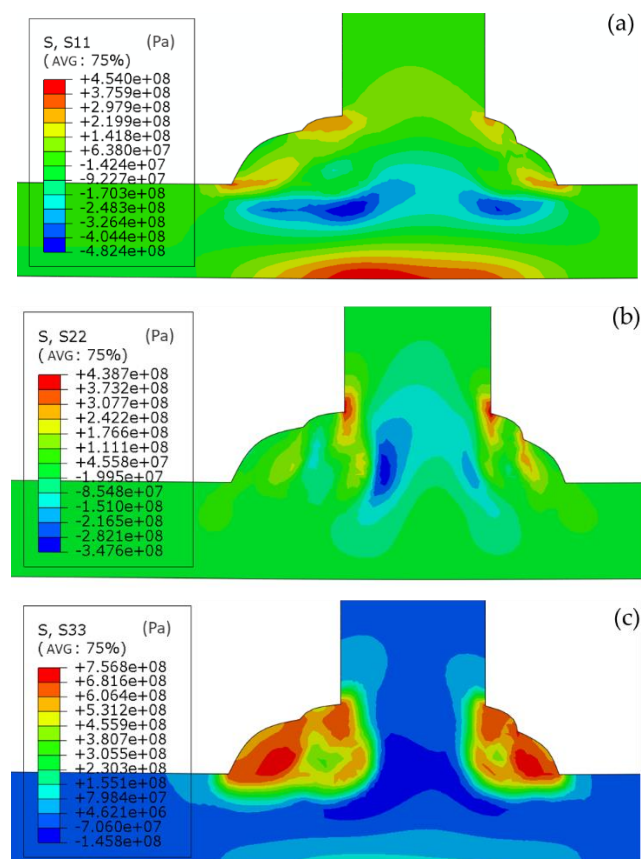 (a)
S, S11 (Pa)
(AVG: 75%)
+4.540e+08
+3.759e+08
+2.979e+08
+2.199e+08
+1.418e+08
+6.380e+07
-1.424e+07
-9.227e+07
-1.703e+08
-2.483e+08
-3.264e+08
-4.044e+08
-4.824e+08
(b)
S, S22 (Pa)
(AVG: 75%)
+4.387e+08
+3.732e+08
+3.077e+08
+2.422e+08
+1.766e+08
+1.111e+08
+4.558e+07
-1.995e+07
-8.548e+07
-1.510e+08
-2.165e+08
-2.821e+08
-3.476e+08
(c)
S, S33 (Pa)
(AVG: 75%)
+7.568e+08
+6.816e+08
+6.064e+08
+5.312e+08
+4.559e+08
+3.807e+08
+3.055e+08
+2.303e+08
+1.551e+08
+7.984e+07
+4.621e+06
-7.060e+07
-1.458e+08